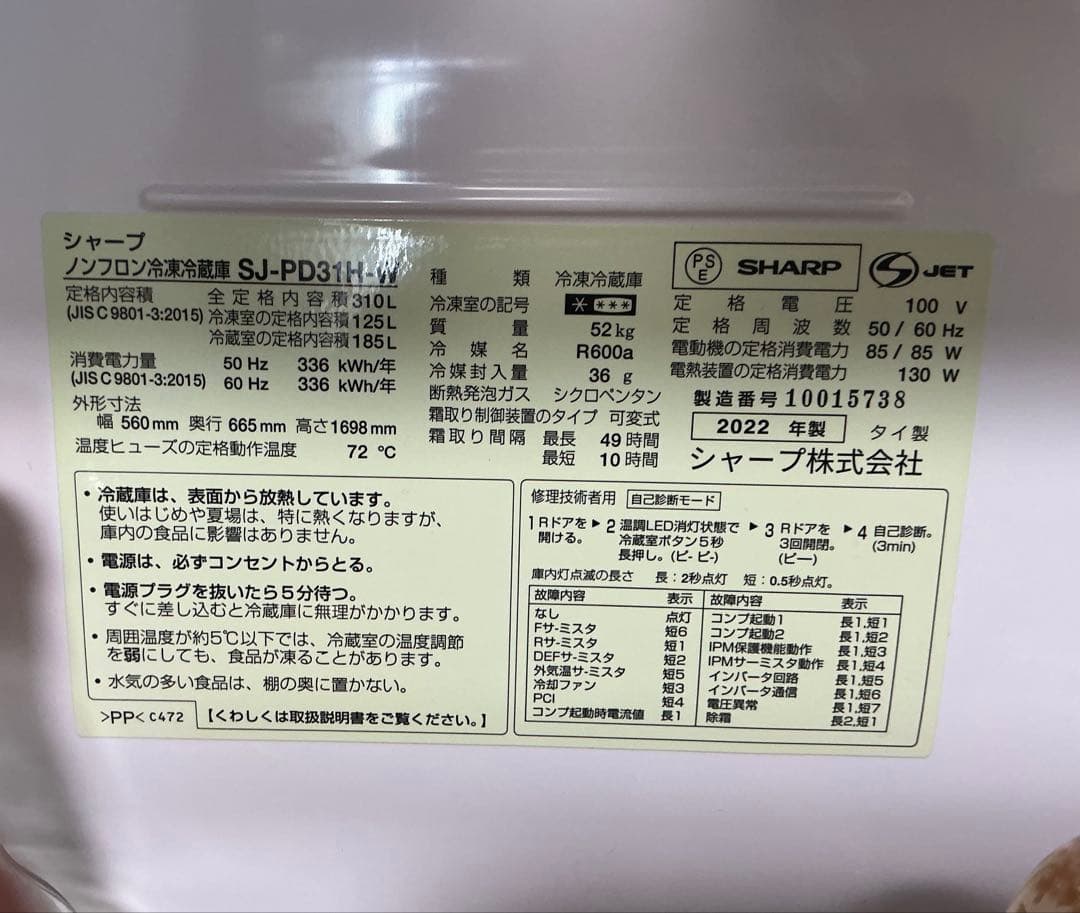 シャープ
ノンフロン冷凍冷蔵庫 SJ-PD31H-W
定格内容積 全定格内容積 310L
(JIS C 9801-3:2015) 冷凍室の定格内容積 125L
冷蔵室の定格内容積 185L
消費電力量 50 Hz 336 kWh/年
(JIS C 9801-3:2015) 60 Hz 336 kWh/年
外形寸法
幅 560mm 奥行 665mm 高さ1698mm
温度ヒューズの定格動作温度 72 ℃
種類 冷凍冷蔵庫
冷凍室の記号 * ***
質量 52kg
冷媒名 R600a
冷媒封入量 36 g
断熱発泡ガス シクロペンタン
霜取り制御装置のタイプ 可変式
霜取り間隔 最長 49時間
最短 10時間
PSE SHARP JET
定格電圧 100 V
定格周波数 50/60 Hz
電動機の定格消費電力 85/85 W
電熱装置の定格消費電力 130 W
製造番号 10015738
2022 年製 タイ製
シャープ株式会社
・冷蔵庫は、表面から放熱しています。
使いはじめや夏場は、特に熱くなりますが、
庫内の食品に影響はありません。
・電源は、必ずコンセントからとる。
・電源プラグを抜いたら5分待つ。
すぐに差し込むと冷蔵庫に無理がかかります。
・周囲温度が約5℃以下では、冷蔵室の温度調節
を弱にしても、食品が凍ることがあります。
・水気の多い食品は、棚の奥に置かない。
>PP< C472 【くわしくは取扱説明書をご覧ください。】
修理技術者用 自己診断モード
1 Rドアを開ける。 ▶ 2 温調LED消灯状態で冷蔵室ボタン5秒長押し。(ピーピー) ▶ 3 Rドアを3回開閉。(ピー) ▶ 4 自己診断。(3min)
庫内灯点滅の長さ 長：2秒点灯 短：0.5秒点灯。
故障内容 表示
なし 点灯
Fサーミスタ 短6
Rサーミスタ 短1
DEFサーミスタ 短2
外気温サーミスタ 短5
冷却ファン 短3
PCI 短4
コンプ起動時電流値 長1
故障内容 表示
コンプ起動1 長1,短1
コンプ起動2 長1,短2
IPM保護機能動作 長1,短3
IPMサーミスタ動作 長1,短4
インバータ回路 長1,短5
インバータ通信 長1,短6
電圧異常 長1,短7
除霜 長2,短1